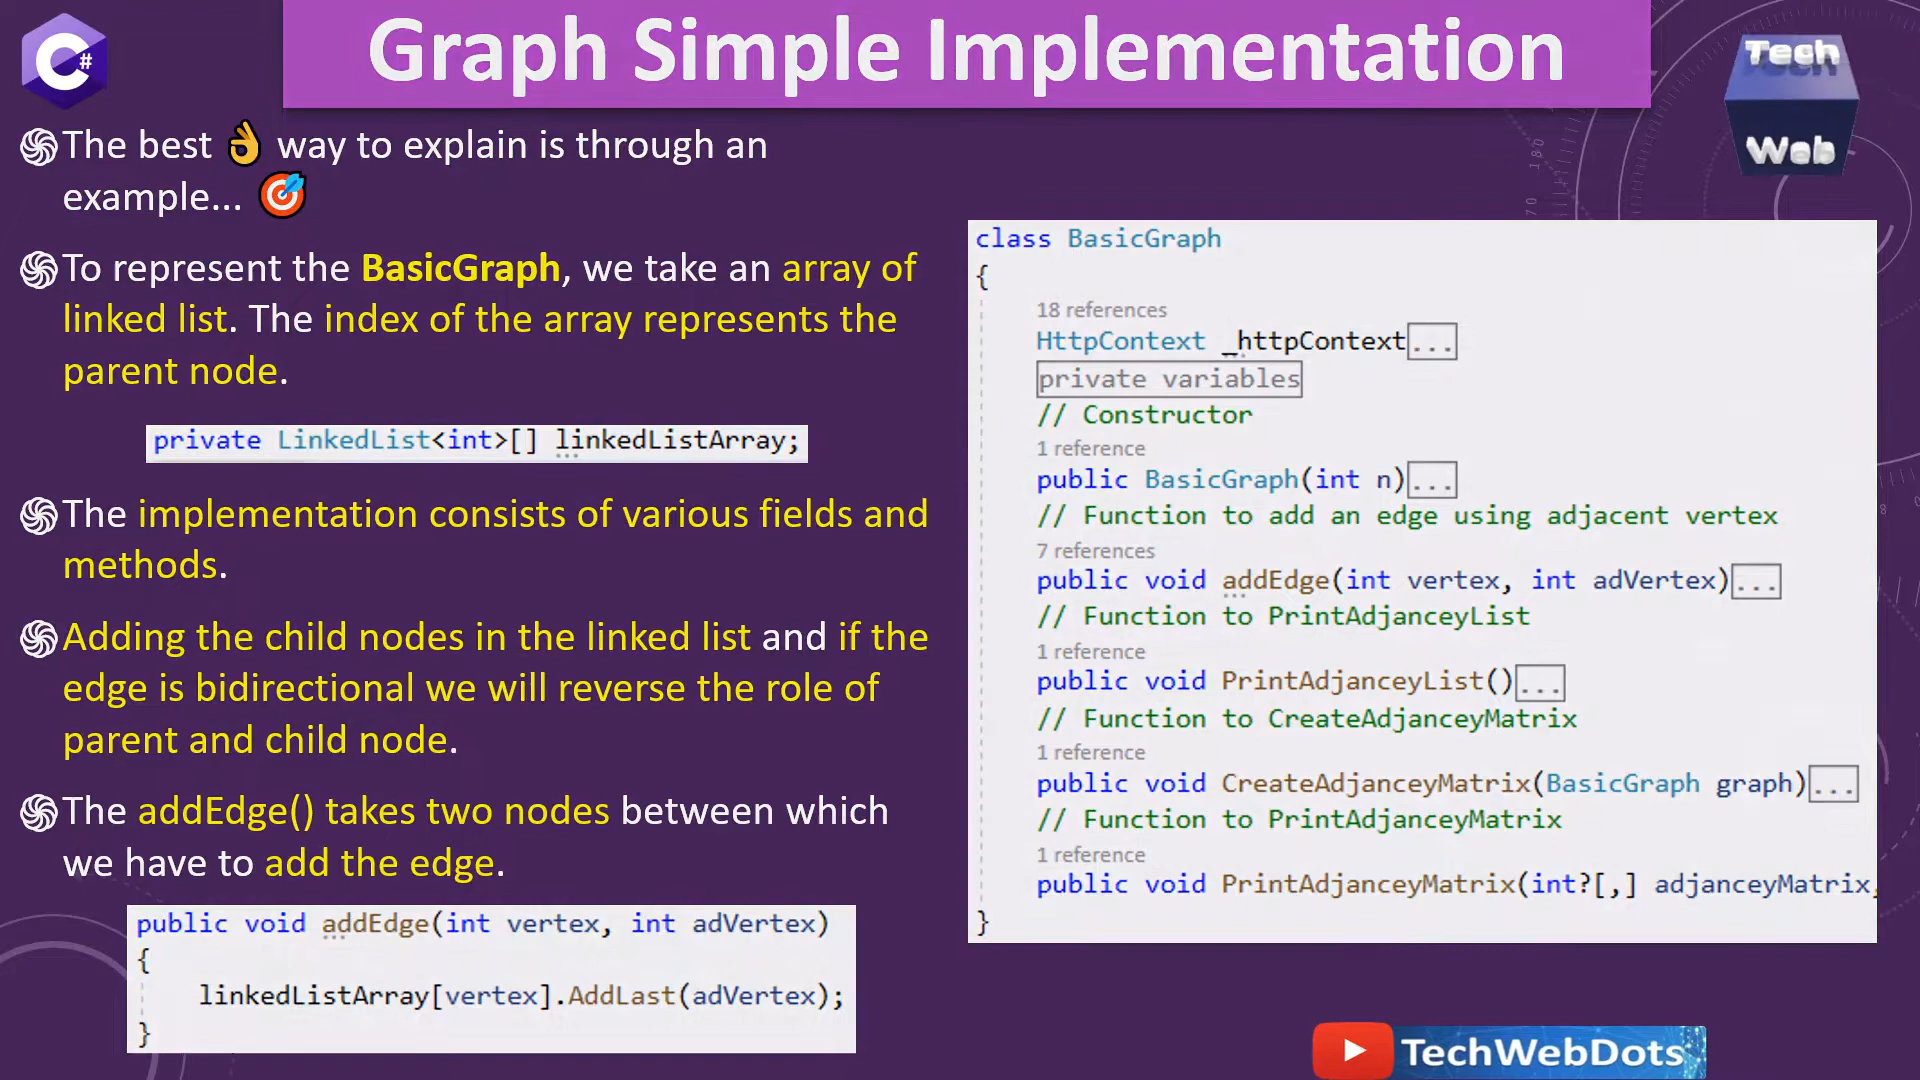 C#
Graph Simple Implementation
Tech
Web
The best 👌 way to explain is through an
example... 🎯
To represent the BasicGraph, we take an array of
linked list. The index of the array represents the
parent node.
private LinkedList<int>[] linkedListArray;
The implementation consists of various fields and
methods.
Adding the child nodes in the linked list and if the
edge is bidirectional we will reverse the role of
parent and child node.
The addEdge() takes two nodes between which
we have to add the edge.
public void addEdge(int vertex, int adVertex)
{
linkedListArray[vertex].AddLast(adVertex);
}
class BasicGraph
{
18 references
HttpContext _httpContext...
private variables
// Constructor
1 reference
public BasicGraph(int n)...
// Function to add an edge using adjacent vertex
7 references
public void addEdge(int vertex, int adVertex)...
// Function to PrintAdjanceyList
1 reference
public void PrintAdjanceyList()...
// Function to CreateAdjanceyMatrix
1 reference
public void CreateAdjanceyMatrix(BasicGraph graph)...
// Function to PrintAdjanceyMatrix
1 reference
public void PrintAdjanceyMatrix(int?[,] adjanceyMatrix,
}
TechWebDots